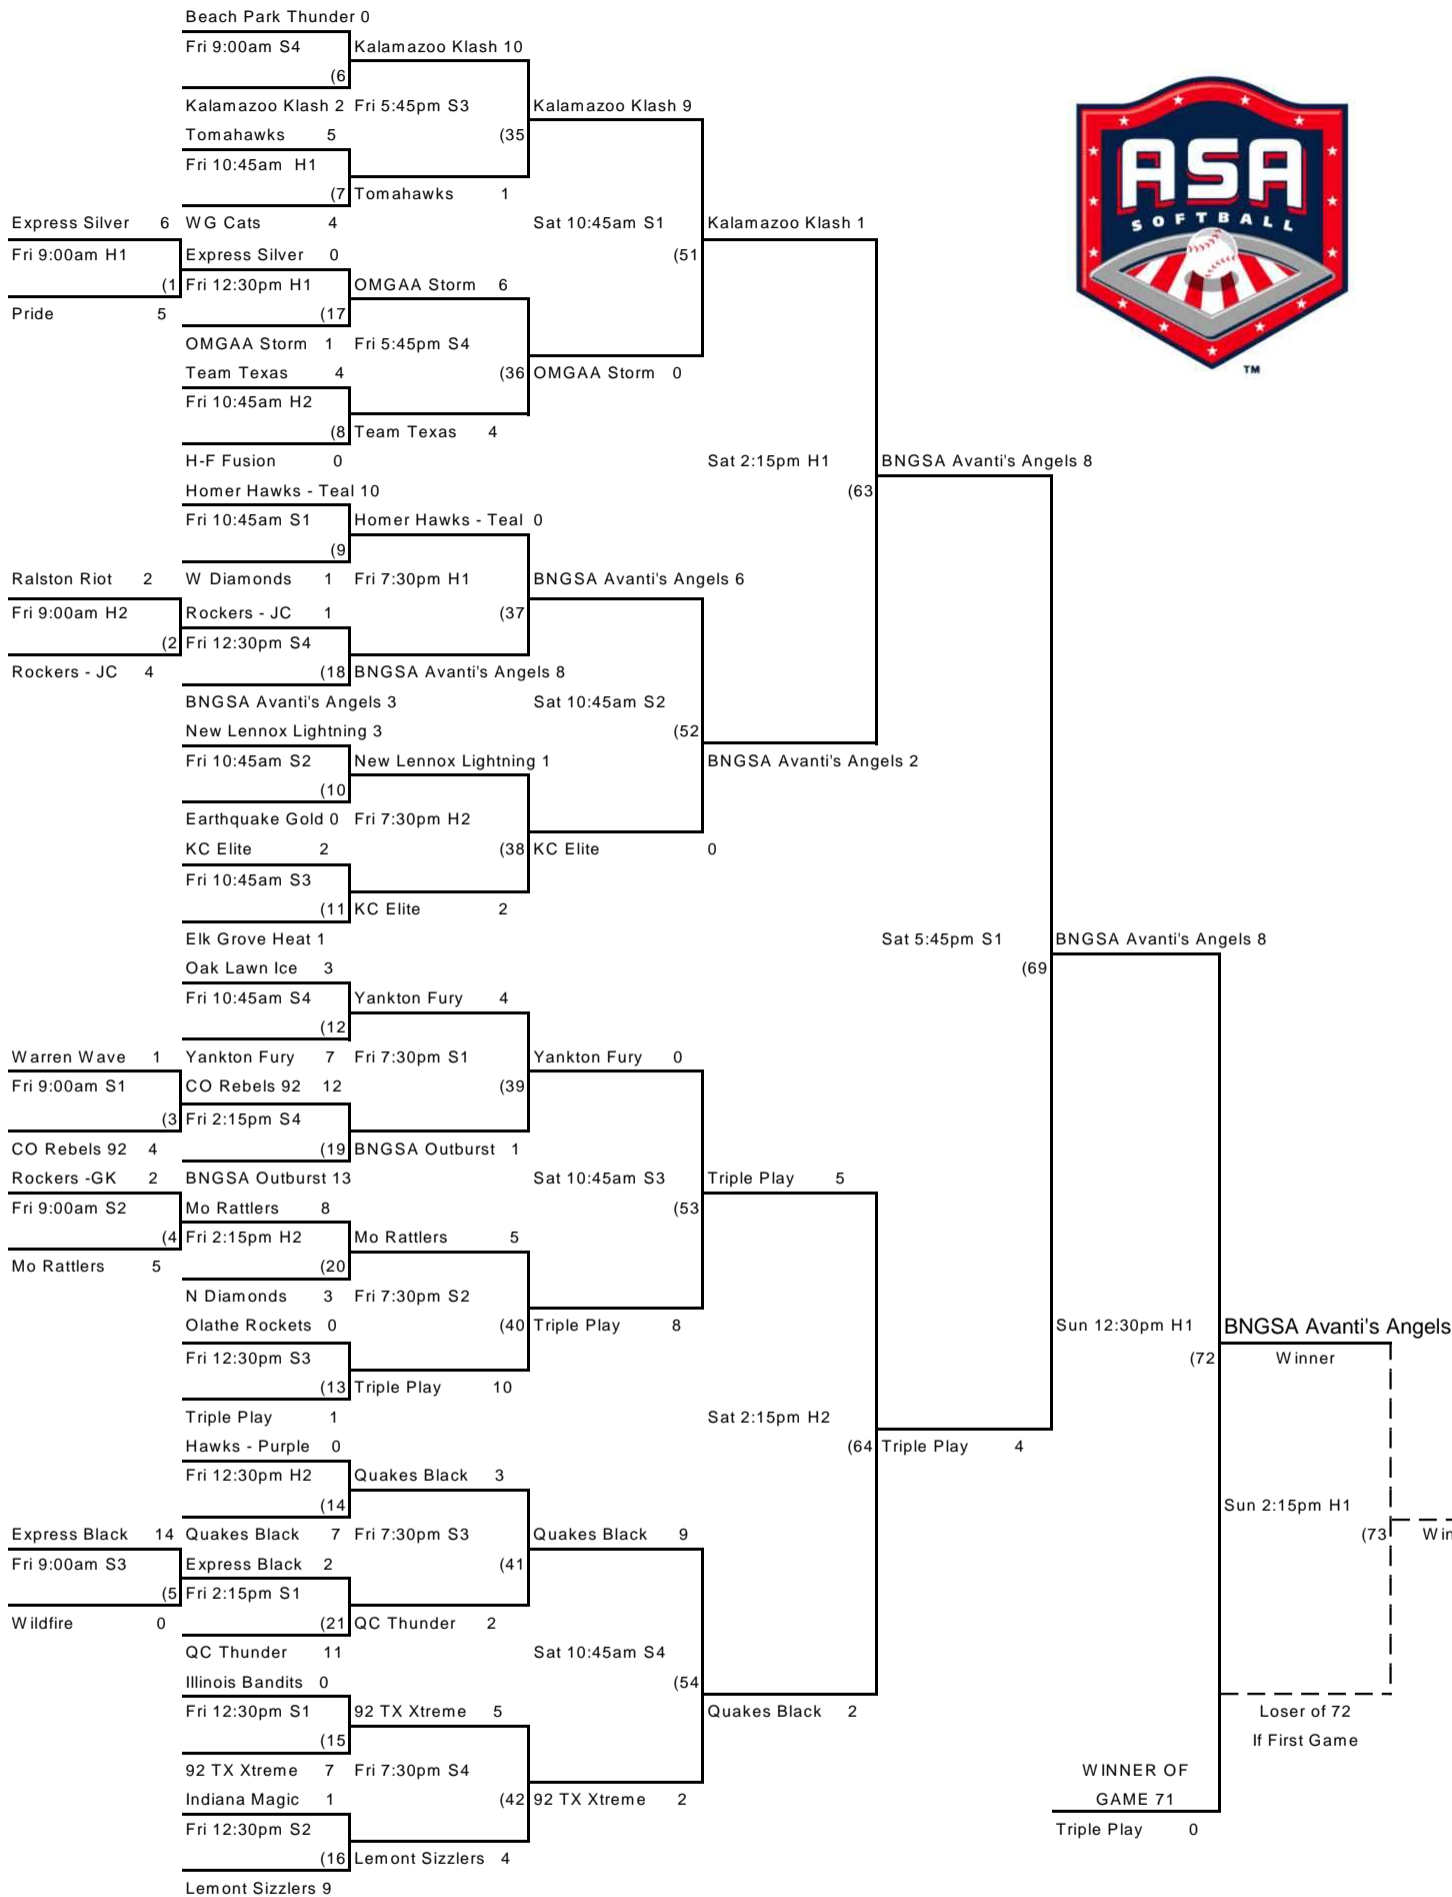 Beach Park Thunder 0
Fri 9:00am S4 Kalamazoo Klash 10
(6
Kalamazoo Klash 2 Fri 5:45pm S3 Kalamazoo Klash 9
Tomahawks 5 (35
Fri 10:45am H1
(7 Tomahawks 1
Express Silver 6 WG Cats 4 Sat 10:45am S1 Kalamazoo Klash 1
Fri 9:00am H1 Express Silver 0 (51
(1 Fri 12:30pm H1 OMGAA Storm 6
Pride 5 (17
OMGAA Storm 1 Fri 5:45pm S4
Team Texas 4 (36 OMGAA Storm 0
Fri 10:45am H2
(8 Team Texas 4
H-F Fusion 0 Sat 2:15pm H1 BNGSA Avanti's Angels 8
Homer Hawks - Teal 10 (63
Fri 10:45am S1 Homer Hawks - Teal 0
(9
Ralston Riot 2 W Diamonds 1 Fri 7:30pm H1 BNGSA Avanti's Angels 6
Fri 9:00am H2 Rockers - JC 1 (37
(2 Fri 12:30pm S4
Rockers - JC 4 (18 BNGSA Avanti's Angels 8
BNGSA Avanti's Angels 3 Sat 10:45am S2
New Lennox Lightning 3 (52
Fri 10:45am S2 New Lennox Lightning 1 BNGSA Avanti's Angels 2
(10
Earthquake Gold 0 Fri 7:30pm H2
KC Elite 2 (38 KC Elite 0
Fri 10:45am S3
(11 KC Elite 2
Elk Grove Heat 1 Sat 5:45pm S1 BNGSA Avanti's Angels 8
Oak Lawn Ice 3 (69
Fri 10:45am S4 Yankton Fury 4
(12
Warren Wave 1 Yankton Fury 7 Fri 7:30pm S1 Yankton Fury 0
Fri 9:00am S1 CO Rebels 92 12 (39
(3 Fri 2:15pm S4
CO Rebels 92 4 (19 BNGSA Outburst 1
Rockers -GK 2 BNGSA Outburst 13 Sat 10:45am S3 Triple Play 5
Fri 9:00am S2 Mo Rattlers 8 (53
(4 Fri 2:15pm H2 Mo Rattlers 5
Mo Rattlers 5 (20
N Diamonds 3 Fri 7:30pm S2
Olathe Rockets 0 (40 Triple Play 8 Sun 12:30pm H1 BNGSA Avanti's Angels
Fri 12:30pm S3 (72 Winner
(13 Triple Play 10
Triple Play 1 Sat 2:15pm H2
Hawks - Purple 0 (64 Triple Play 4
Fri 12:30pm H2 Quakes Black 3
(14 Sun 2:15pm H1
Express Black 14 Quakes Black 7 Fri 7:30pm S3 Quakes Black 9 (73 Win
Fri 9:00am S3 Express Black 2 (41
(5 Fri 2:15pm S1
Wildfire 0 (21 QC Thunder 2
QC Thunder 11 Sat 10:45am S4
Illinois Bandits 0 (54
Fri 12:30pm S1 92 TX Xtreme 5 Quakes Black 2 Loser of 72
(15 If First Game
92 TX Xtreme 7 Fri 7:30pm S4 WINNER OF
Indiana Magic 1 (42 92 TX Xtreme 2 GAME 71
Fri 12:30pm S2 Triple Play 0
(16 Lemont Sizzlers 4
Lemont Sizzlers 9
ASA
SOFTBALL
TM